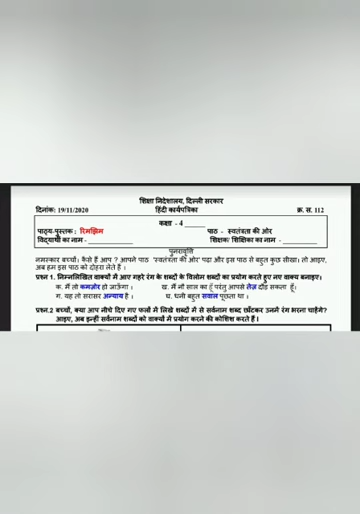 शिक्षा निदेशालय, दिल्ली सरकार
दिनांक: 19/11/2020 हिंदी कार्यपत्रिका क्र. स. 112
कक्षा - 4 ______
पाठ्य-पुस्तक : रिमझिम पाठ - स्वतंत्रता की ओर
विद्यार्थी का नाम - __________ शिक्षक/ शिक्षिका का नाम - ________
पुनरावृत्ति
नमस्कार बच्चों। कैसे हैं आप ? आपने पाठ 'स्वतंत्रता की ओर' पढ़ा और इस पाठ से बहुत कुछ सीखा। तो आइए,
अब हम इस पाठ को दोहरा लेते हैं ।
प्रश्न 1. निम्नलिखित वाक्यों में आए गहरे रंग के शब्दों के विलोम शब्दों का प्रयोग करते हुए नए वाक्य बनाइए।
क. मैं तो कमज़ोर हो जाऊँगा । ख. मैं नौ साल का हूँ परंतु आपसे तेज़ दौड़ सकता हूँ।
ग. यह तो सरासर अन्याय है । घ. धनी बहुत सवाल पूछता था ।
प्रश्न.2 बच्चों, क्या आप नीचे दिए गए फलों में लिखे शब्दों में से सर्वनाम शब्द छाँटकर उनमें रंग भरना चाहेंगे?
आइए, अब इन्हीं सर्वनाम शब्दों को वाक्यों में प्रयोग करने की कोशिश करते हैं ।